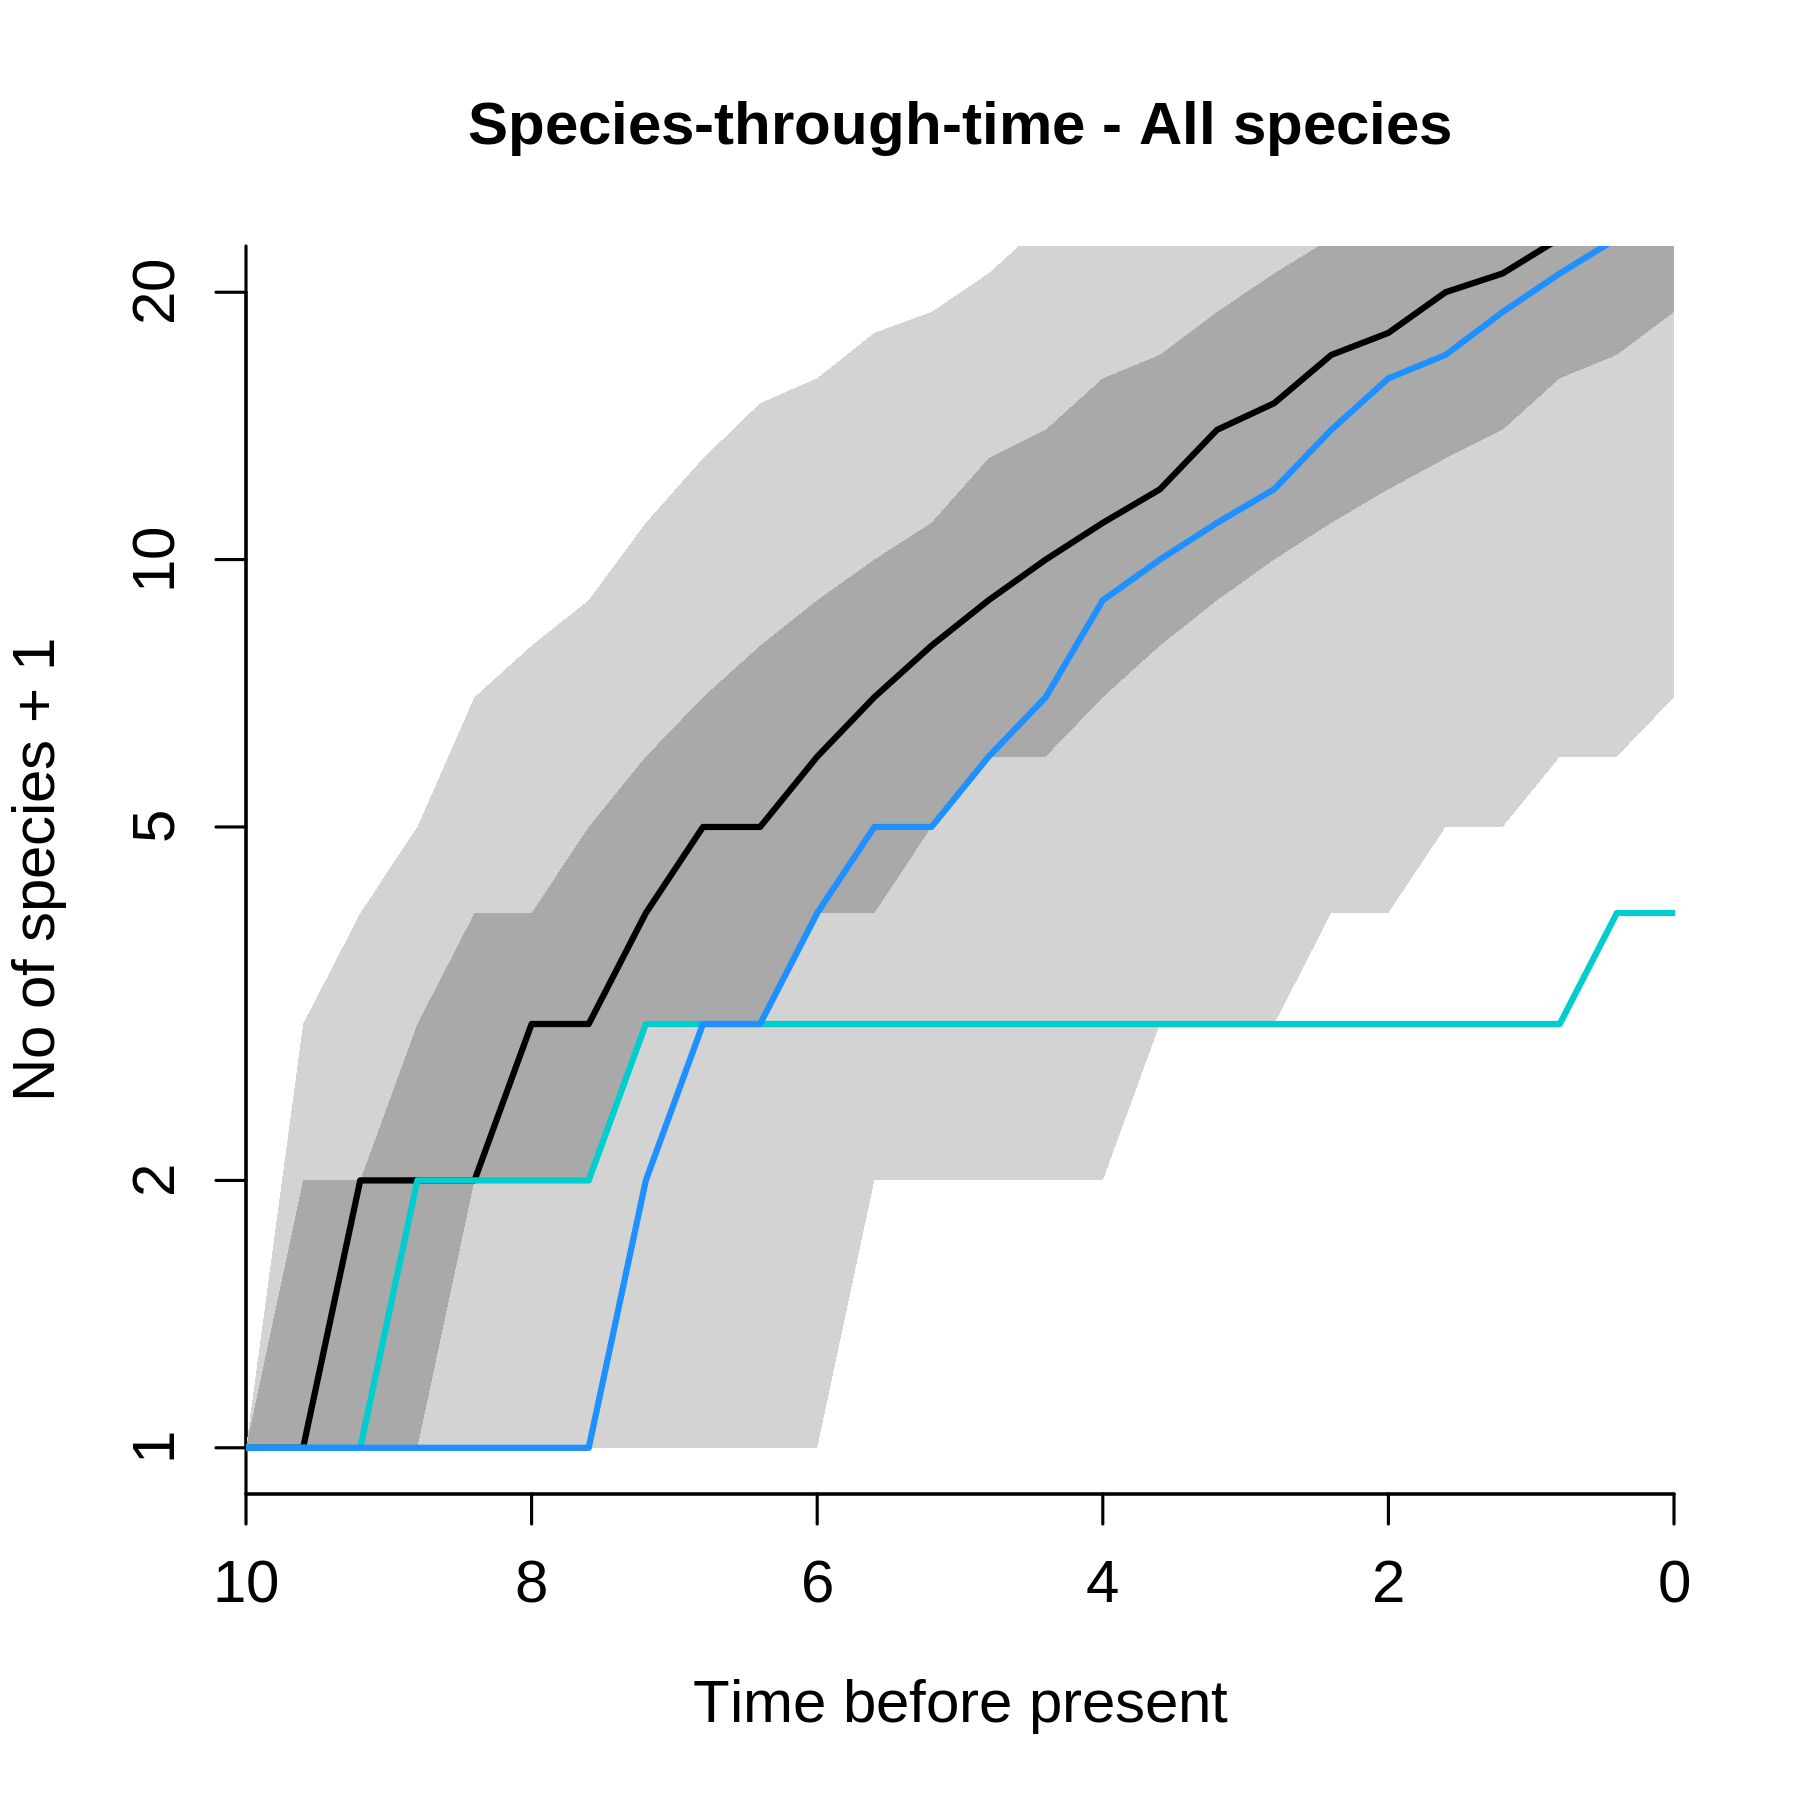 Species-through-time - All species
No of species + 1
20
10
5
2
1
10 8 6 4 2 0
Time before present